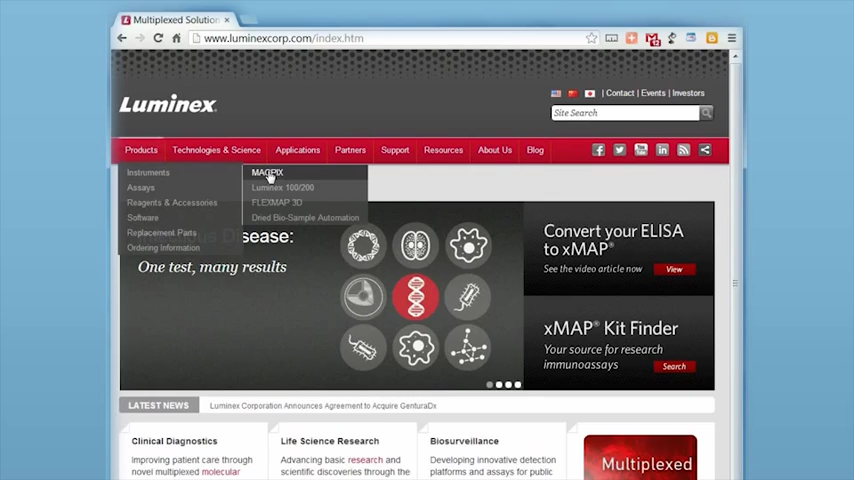 Multiplexed Solution
www.luminexcorp.com/index.htm
| Contact | Events | Investors
Luminex
Site Search
Products
Technologies & Science
Applications
Partners
Support
Resources
About Us
Blog
Instruments
Assays
Reagents & Accessories
Software
Replacement Parts
Ordering Information
MAGPIX
Luminex 100/200
FLEXMAP 3D
Dried Bio-Sample Automation
Disease:
One test, many results
Convert your ELISA
to xMAP®
See the video article now
View
xMAP® Kit Finder
Your source for research
immunoassays
Search
LATEST NEWS
Luminex Corporation Announces Agreement to Acquire GenturaDx
Clinical Diagnostics
Improving patient care through
novel multiplexed molecular
Life Science Research
Advancing basic research and
scientific discoveries through the
Biosurveillance
Developing innovative detection
platforms and assays for public
Multiplexed